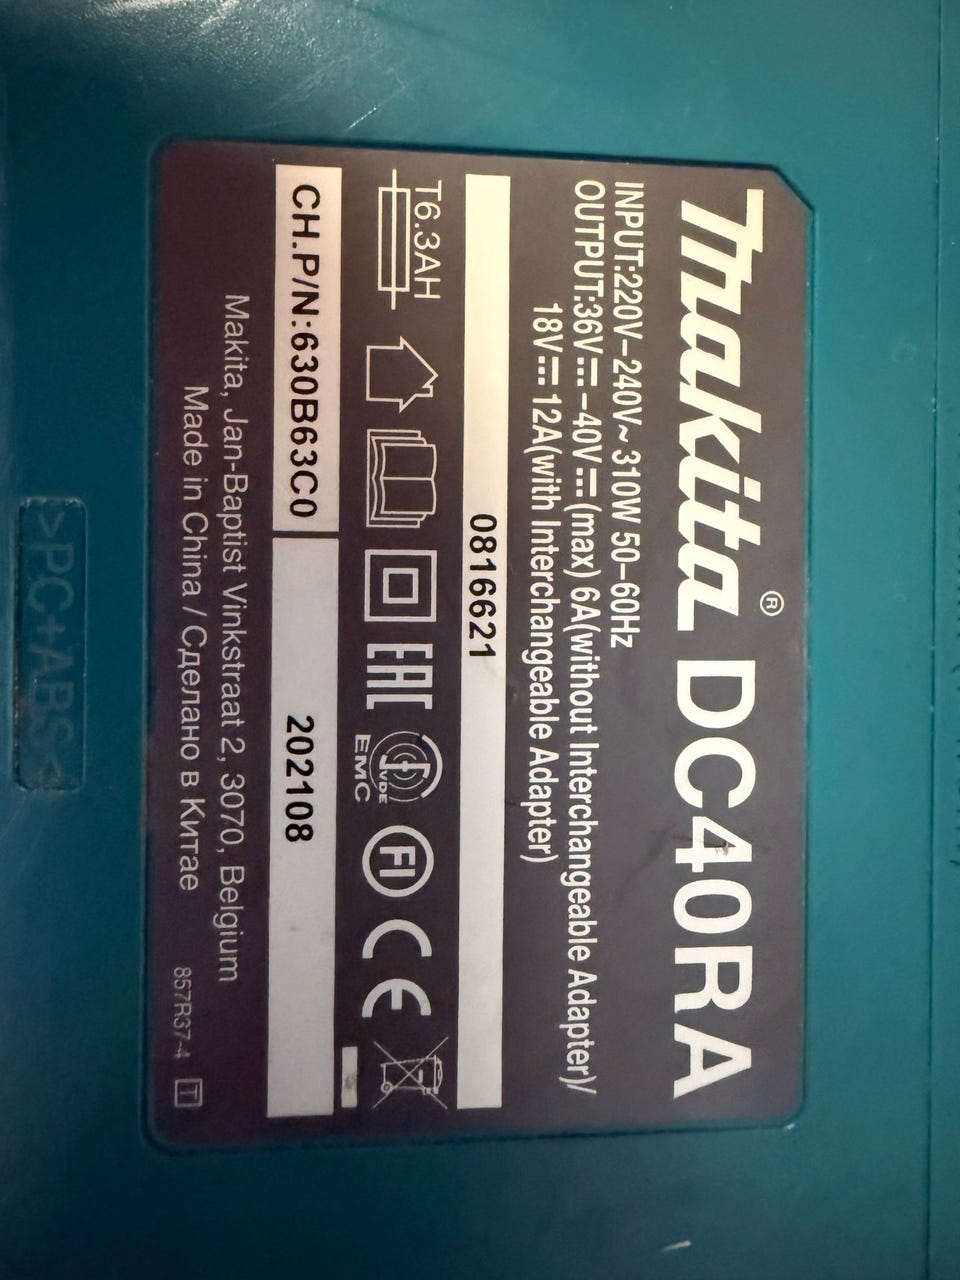 makita® DC40RA
INPUT:220V–240V~ 310W 50–60Hz
OUTPUT:36V⎓–40V⎓(max) 6A(without Interchangeable Adapter)/
18V⎓12A(with Interchangeable Adapter)
0816621
T6.3AH
EAC
VDE
EMC
FI
CE
CH.P/N:630B63C0
202108
Makita, Jan-Baptist Vinkstraat 2, 3070, Belgium
Made in China / Сделано в Китае
857R37-4 T
>PC+ABS<